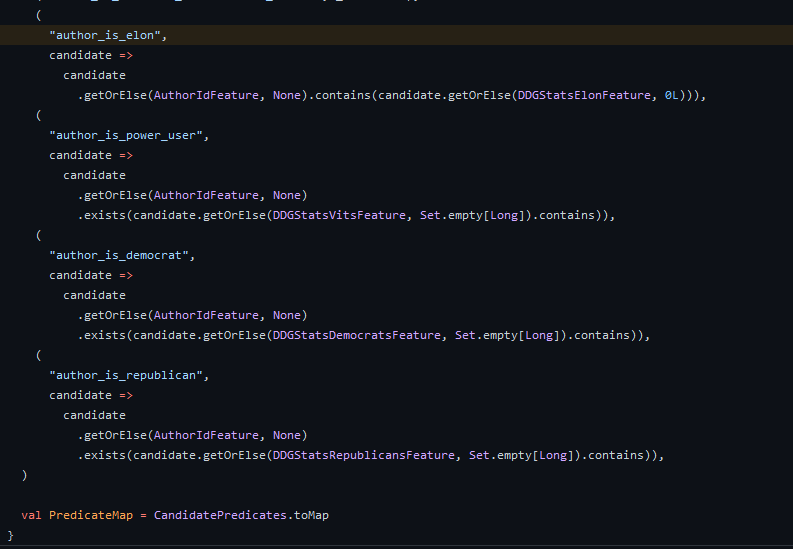 (
"author_is_elon",
candidate =>
candidate
.getOrElse(AuthorIdFeature, None).contains(candidate.getOrElse(DDGStatsElonFeature, 0L))),
(
"author_is_power_user",
candidate =>
candidate
.getOrElse(AuthorIdFeature, None)
.exists(candidate.getOrElse(DDGStatsVitsFeature, Set.empty[Long]).contains)),
(
"author_is_democrat",
candidate =>
candidate
.getOrElse(AuthorIdFeature, None)
.exists(candidate.getOrElse(DDGStatsDemocratsFeature, Set.empty[Long]).contains)),
(
"author_is_republican",
candidate =>
candidate
.getOrElse(AuthorIdFeature, None)
.exists(candidate.getOrElse(DDGStatsRepublicansFeature, Set.empty[Long]).contains)),
)
val PredicateMap = CandidatePredicates.toMap
}